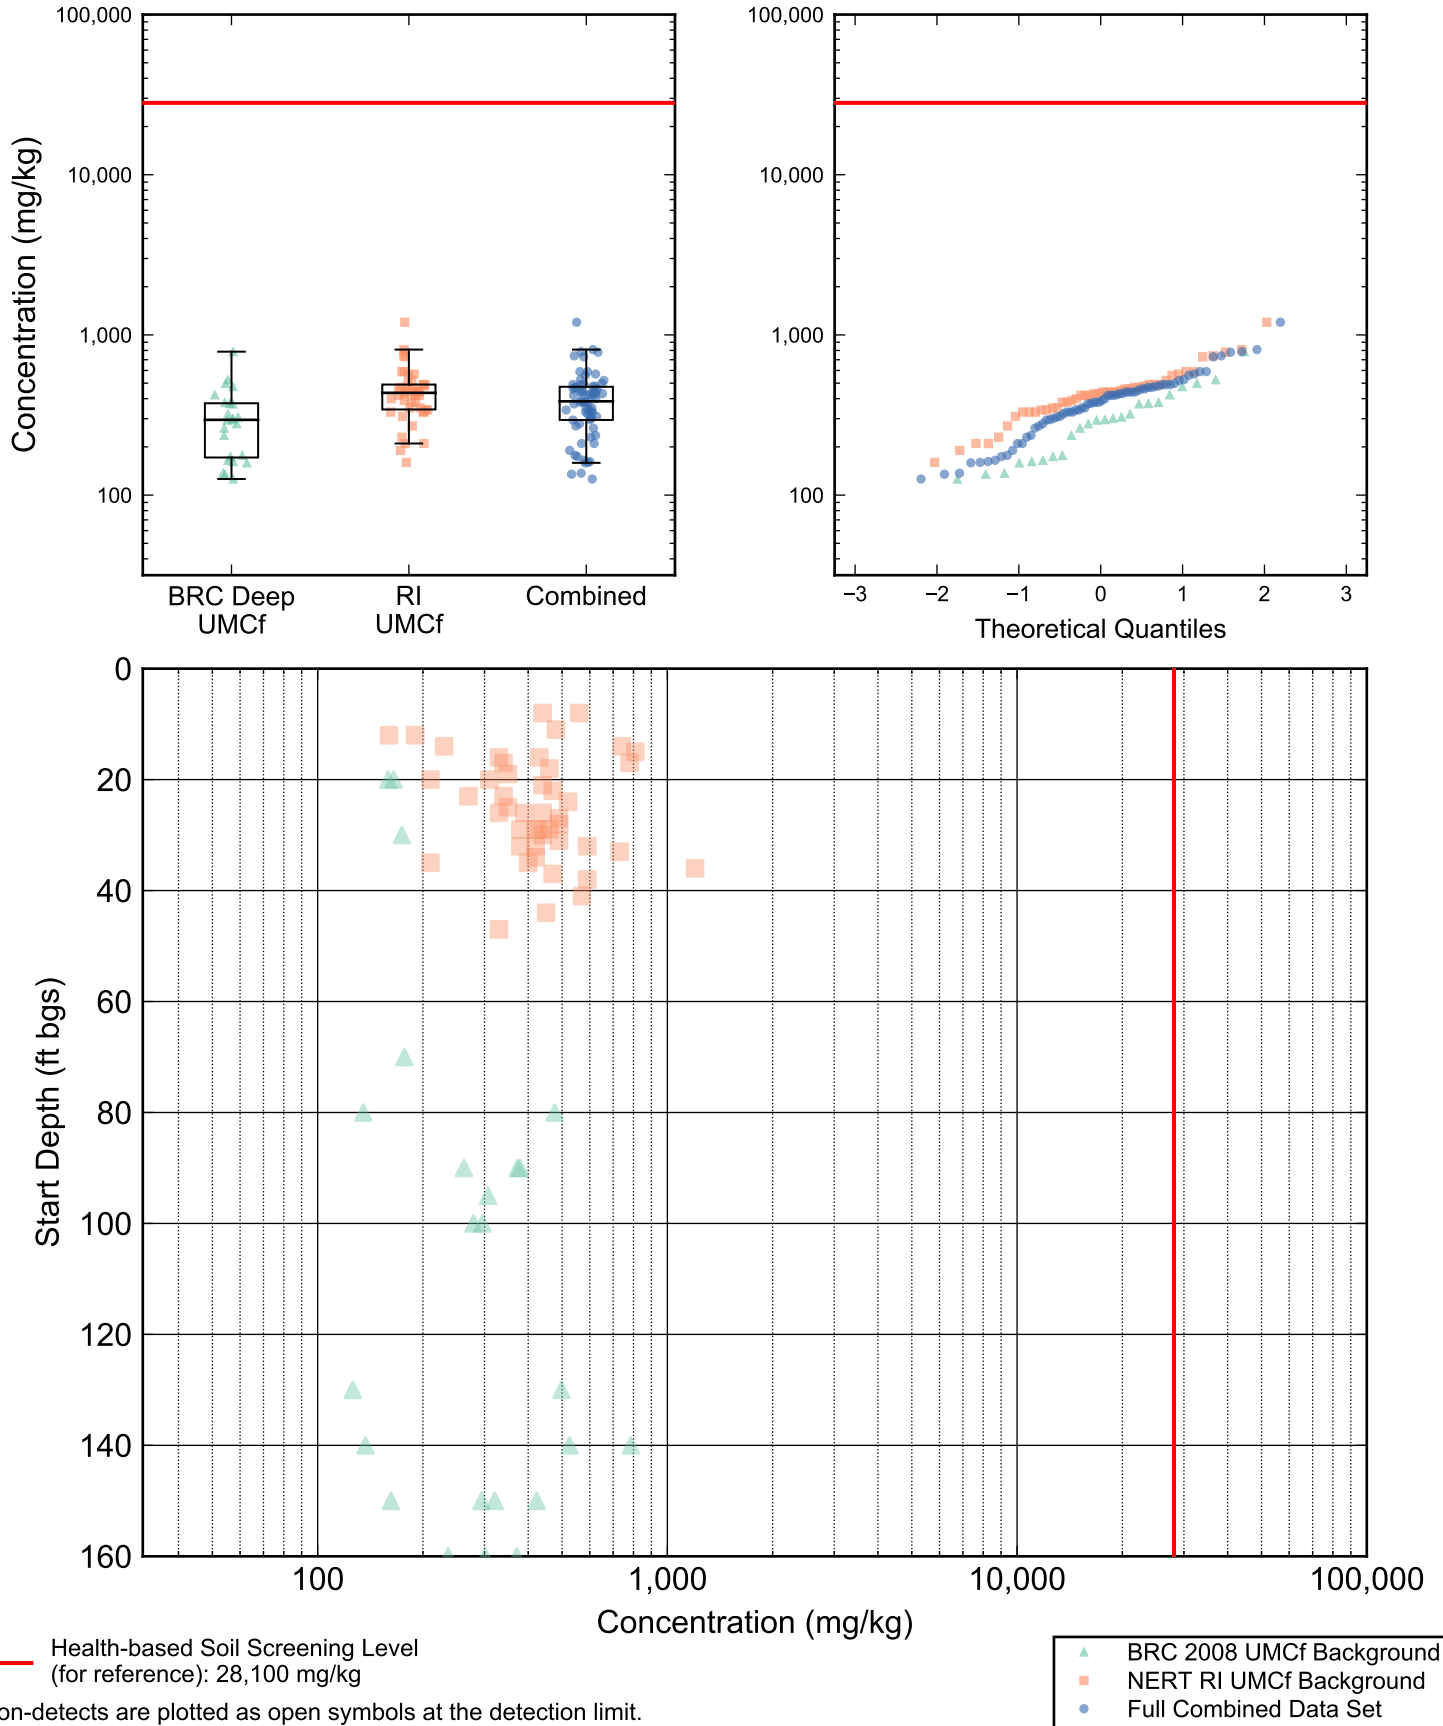 100,000
10,000
1,000
100
Concentration (mg/kg)
BRC Deep
UMCf
RI
UMCf
Combined
100,000
10,000
1,000
100
−3 −2 −1 0 1 2 3
Theoretical Quantiles
0
20
40
60
80
100
120
140
160
Start Depth (ft bgs)
100 1,000 10,000 100,000
Concentration (mg/kg)
Health-based Soil Screening Level
(for reference): 28,100 mg/kg
on-detects are plotted as open symbols at the detection limit.
BRC 2008 UMCf Background
NERT RI UMCf Background
Full Combined Data Set